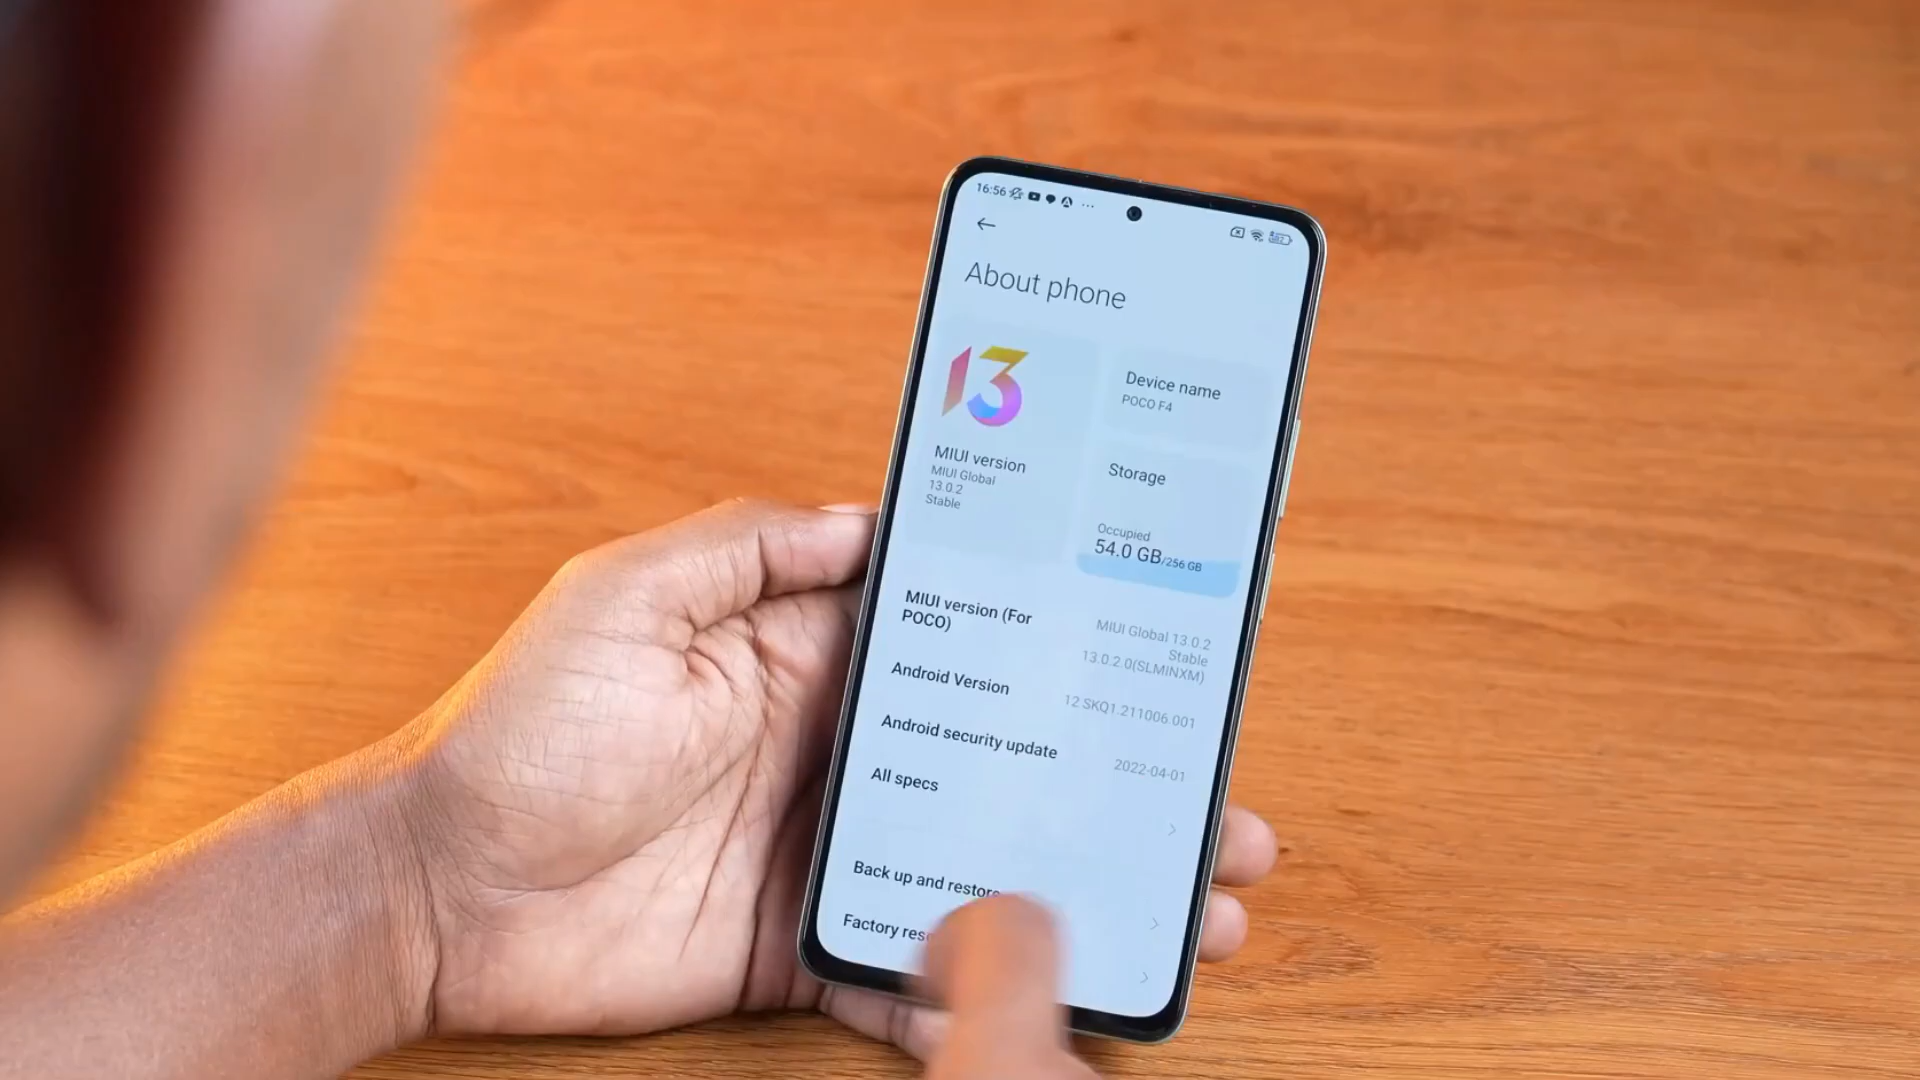 16:56
About phone
13
MIUI version
MIUI Global
13.0.2
Stable
Device name
POCO F4
Storage
Occupied
54.0 GB/256 GB
MIUI version (For
POCO)
MIUI Global 13.0.2
Stable
13.0.2.0(SLMINXM)
Android Version
12 SKQ1.211006.001
Android security update
2022-04-01
All specs
Back up and restore
Factory res